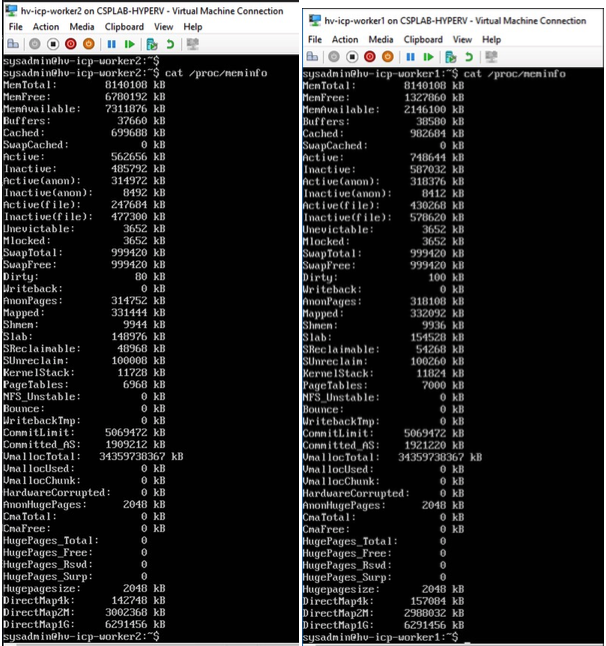 hv-icp-worker2 on CSPLAB-HYPERV - Virtual Machine Connection
File Action Media Clipboard View Help
sysadmin@hv-icp-worker2:~$
sysadmin@hv-icp-worker2:~$ cat /proc/meminfo
MemTotal: 8140108 kB
MemFree: 6780192 kB
MemAvailable: 7311876 kB
Buffers: 37660 kB
Cached: 699688 kB
SwapCached: 0 kB
Active: 562656 kB
Inactive: 485792 kB
Active(anon): 314972 kB
Inactive(anon): 8492 kB
Active(file): 247684 kB
Inactive(file): 477300 kB
Unevictable: 3652 kB
Mlocked: 3652 kB
SwapTotal: 999420 kB
SwapFree: 999420 kB
Dirty: 80 kB
Writeback: 0 kB
AnonPages: 314752 kB
Mapped: 331444 kB
Shmem: 9944 kB
Slab: 148976 kB
SReclaimable: 48968 kB
SUnreclaim: 100008 kB
KernelStack: 11728 kB
PageTables: 6968 kB
NFS_Unstable: 0 kB
Bounce: 0 kB
WritebackTmp: 0 kB
CommitLimit: 5069472 kB
Committed_AS: 1909212 kB
VmallocTotal: 34359738367 kB
VmallocUsed: 0 kB
VmallocChunk: 0 kB
HardwareCorrupted: 0 kB
AnonHugePages: 2048 kB
CmaTotal: 0 kB
CmaFree: 0 kB
HugePages_Total: 0
HugePages_Free: 0
HugePages_Rsvd: 0
HugePages_Surp: 0
Hugepagesize: 2048 kB
DirectMap4k: 142748 kB
DirectMap2M: 3002368 kB
DirectMap1G: 6291456 kB
sysadmin@hv-icp-worker2:~$
hv-icp-worker1 on CSPLAB-HYPERV - Virtual Machine Connection
File Action Media Clipboard View Help
sysadmin@hv-icp-worker1:~$ cat /proc/meminfo
MemTotal: 8140108 kB
MemFree: 1327860 kB
MemAvailable: 2146100 kB
Buffers: 38580 kB
Cached: 982684 kB
SwapCached: 0 kB
Active: 748644 kB
Inactive: 587032 kB
Active(anon): 318376 kB
Inactive(anon): 8412 kB
Active(file): 430268 kB
Inactive(file): 578620 kB
Unevictable: 3652 kB
Mlocked: 3652 kB
SwapTotal: 999420 kB
SwapFree: 999420 kB
Dirty: 100 kB
Writeback: 0 kB
AnonPages: 318108 kB
Mapped: 332092 kB
Shmem: 9936 kB
Slab: 154528 kB
SReclaimable: 54268 kB
SUnreclaim: 100260 kB
KernelStack: 11824 kB
PageTables: 7000 kB
NFS_Unstable: 0 kB
Bounce: 0 kB
WritebackTmp: 0 kB
CommitLimit: 5069472 kB
Committed_AS: 1921220 kB
VmallocTotal: 34359738367 kB
VmallocUsed: 0 kB
VmallocChunk: 0 kB
HardwareCorrupted: 0 kB
AnonHugePages: 2048 kB
CmaTotal: 0 kB
CmaFree: 0 kB
HugePages_Total: 0
HugePages_Free: 0
HugePages_Rsvd: 0
HugePages_Surp: 0
Hugepagesize: 2048 kB
DirectMap4k: 157084 kB
DirectMap2M: 2988032 kB
DirectMap1G: 6291456 kB
sysadmin@hv-icp-worker1:~$ _